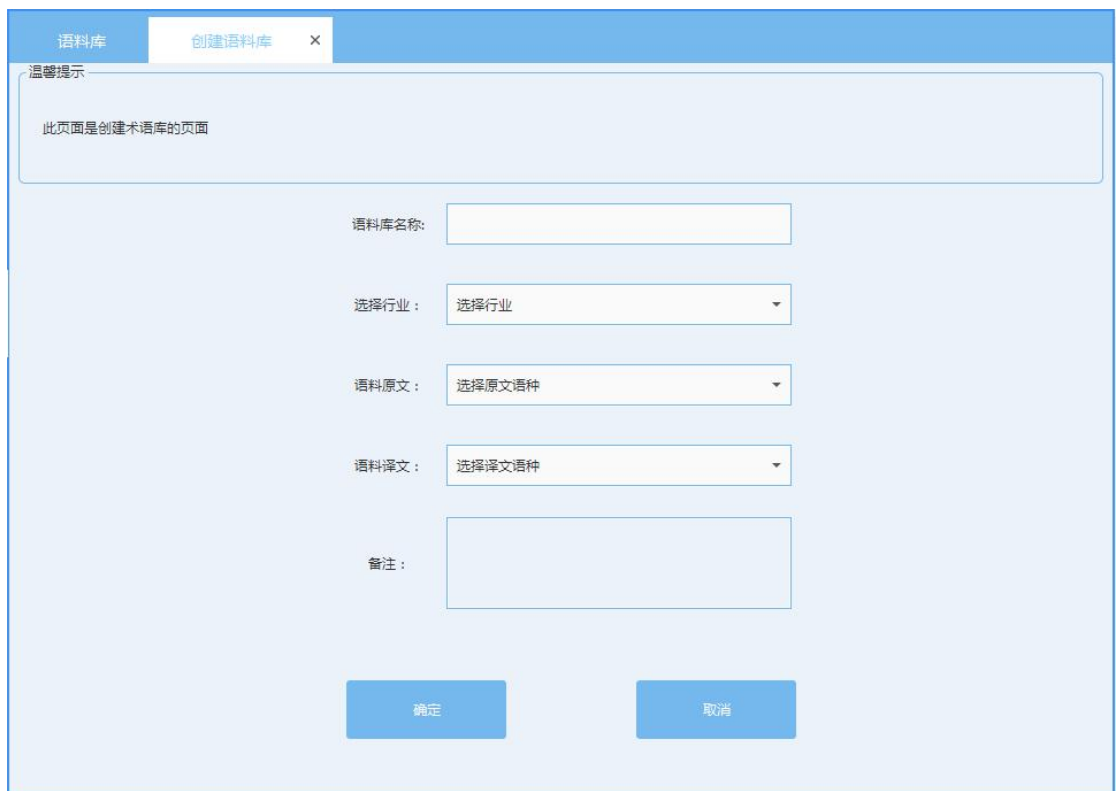 语料库 创建语料库 ×
温馨提示
此页面是创建术语库的页面
语料库名称:
选择行业： 选择行业
语料原文： 选择原文语种
语料译文： 选择译文语种
备注：
确定 取消